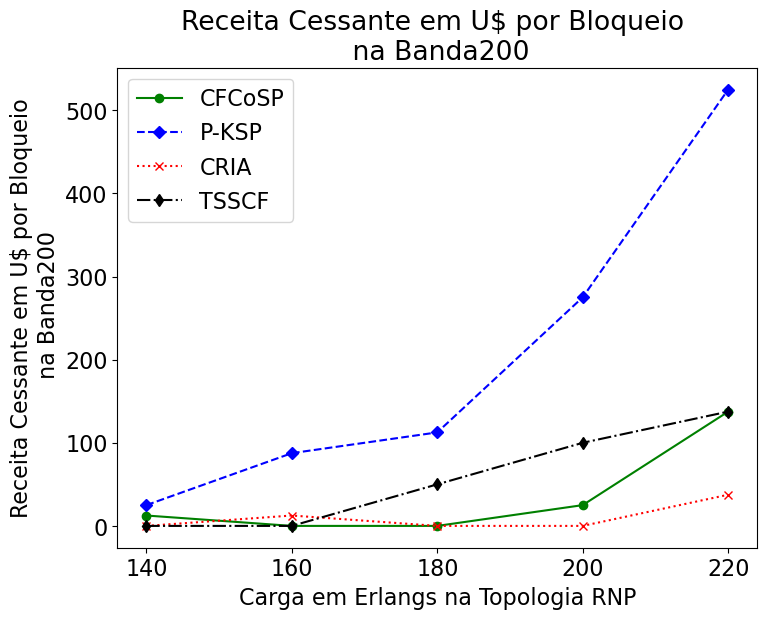 Receita Cessante em U$ por Bloqueio
na Banda200
CFCoSP
P-KSP
CRIA
TSSCF
Receita Cessante em U$ por Bloqueio
na Banda200
500
400
300
200
100
0
140 160 180 200 220
Carga em Erlangs na Topologia RNP